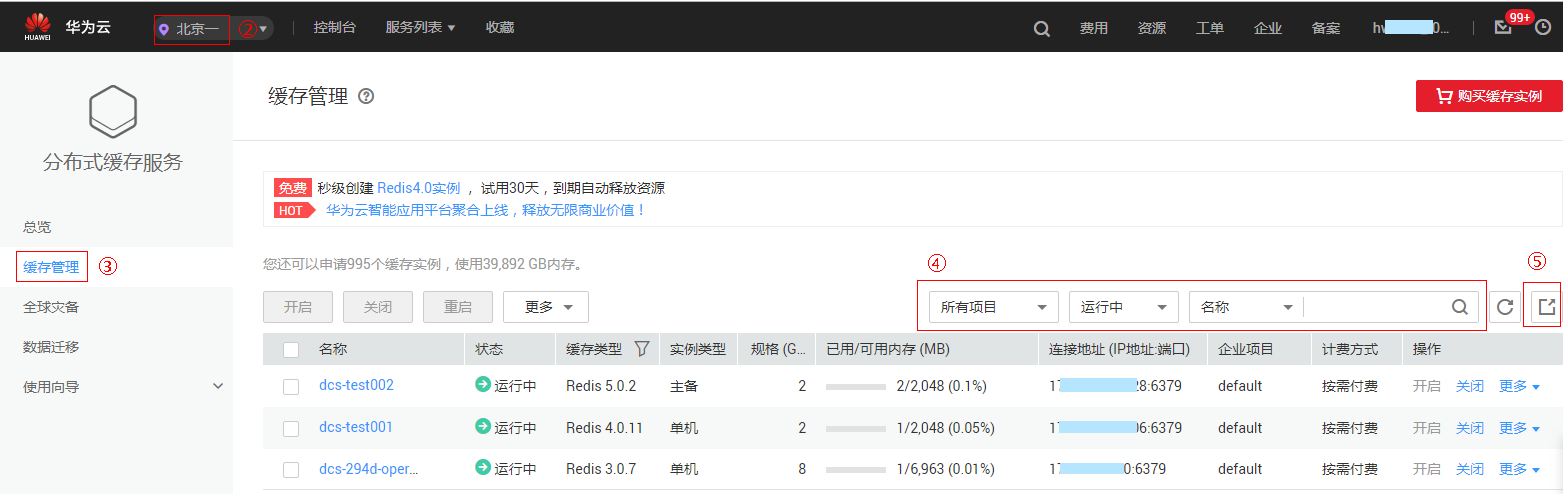 HUAWEI 华为云 北京一 ② 控制台 服务列表 收藏 费用 资源 工单 企业 备案 hv 0... 99+
分布式缓存服务
总览
缓存管理 ③
全球灾备
数据迁移
使用向导
缓存管理 ?
购买缓存实例
免费 秒级创建 Redis4.0实例 ，试用30天，到期自动释放资源
HOT 华为云智能应用平台聚合上线，释放无限商业价值！
您还可以申请995个缓存实例，使用39,892 GB内存。
④ ⑤
开启 关闭 重启 更多 所有项目 运行中 名称
名称 状态 缓存类型 实例类型 规格 (G... 已用/可用内存 (MB) 连接地址 (IP地址:端口) 企业项目 计费方式 操作
dcs-test002 运行中 Redis 5.0.2 主备 2 2/2,048 (0.1%) 17 28:6379 default 按需付费 开启 关闭 更多
dcs-test001 运行中 Redis 4.0.11 单机 2 1/2,048 (0.05%) 17 06:6379 default 按需付费 开启 关闭 更多
dcs-294d-oper... 运行中 Redis 3.0.7 单机 8 1/6,963 (0.01%) 17 0:6379 default 按需付费 开启 关闭 更多